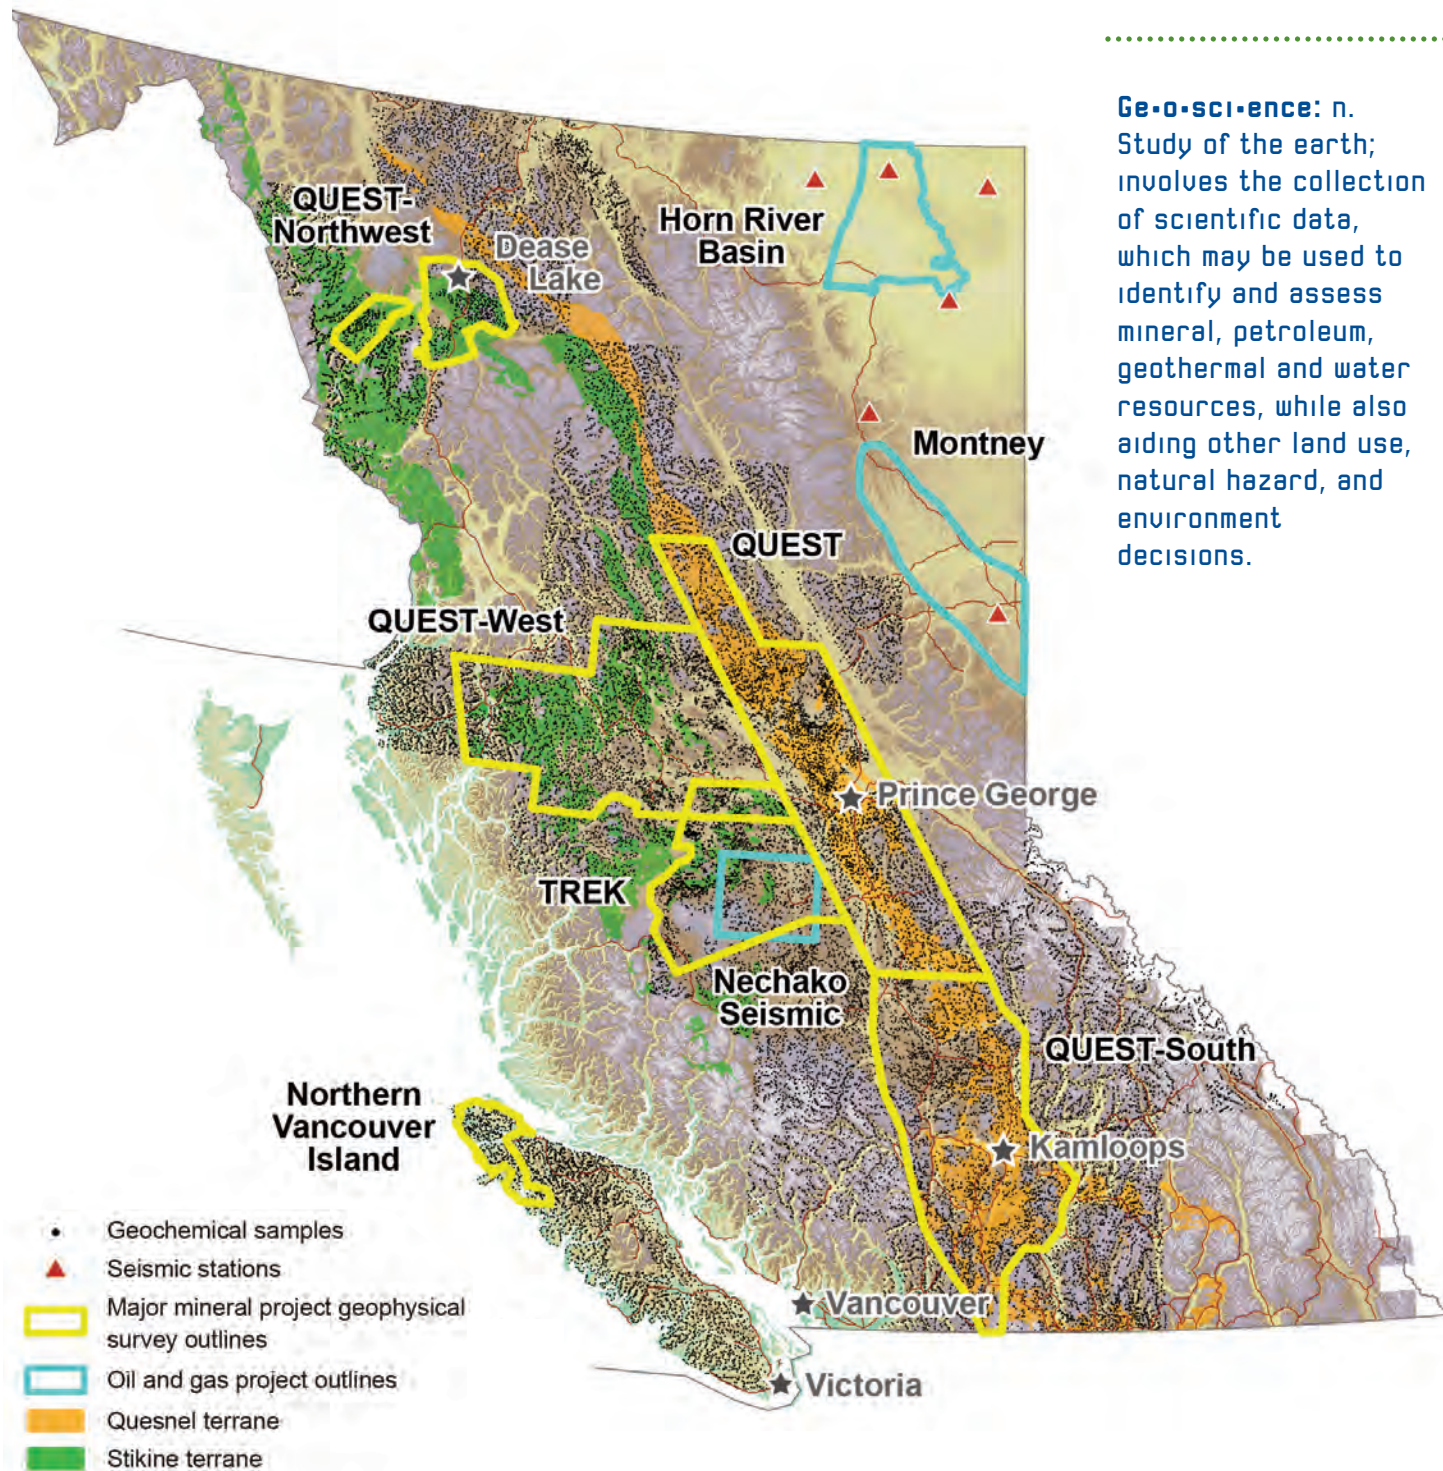 Ge•o•sci•ence: n.
Study of the earth;
involves the collection
of scientific data,
which may be used to
identify and assess
mineral, petroleum,
geothermal and water
resources, while also
aiding other land use,
natural hazard, and
environment
decisions.
QUEST-
Northwest
Dease
Lake
Horn River
Basin
Montney
QUEST
QUEST-West
Prince George
TREK
Nechako
Seismic
QUEST-South
Northern
Vancouver
Island
Kamloops
Vancouver
Victoria
Geochemical samples
Seismic stations
Major mineral project geophysical
survey outlines
Oil and gas project outlines
Quesnel terrane
Stikine terrane